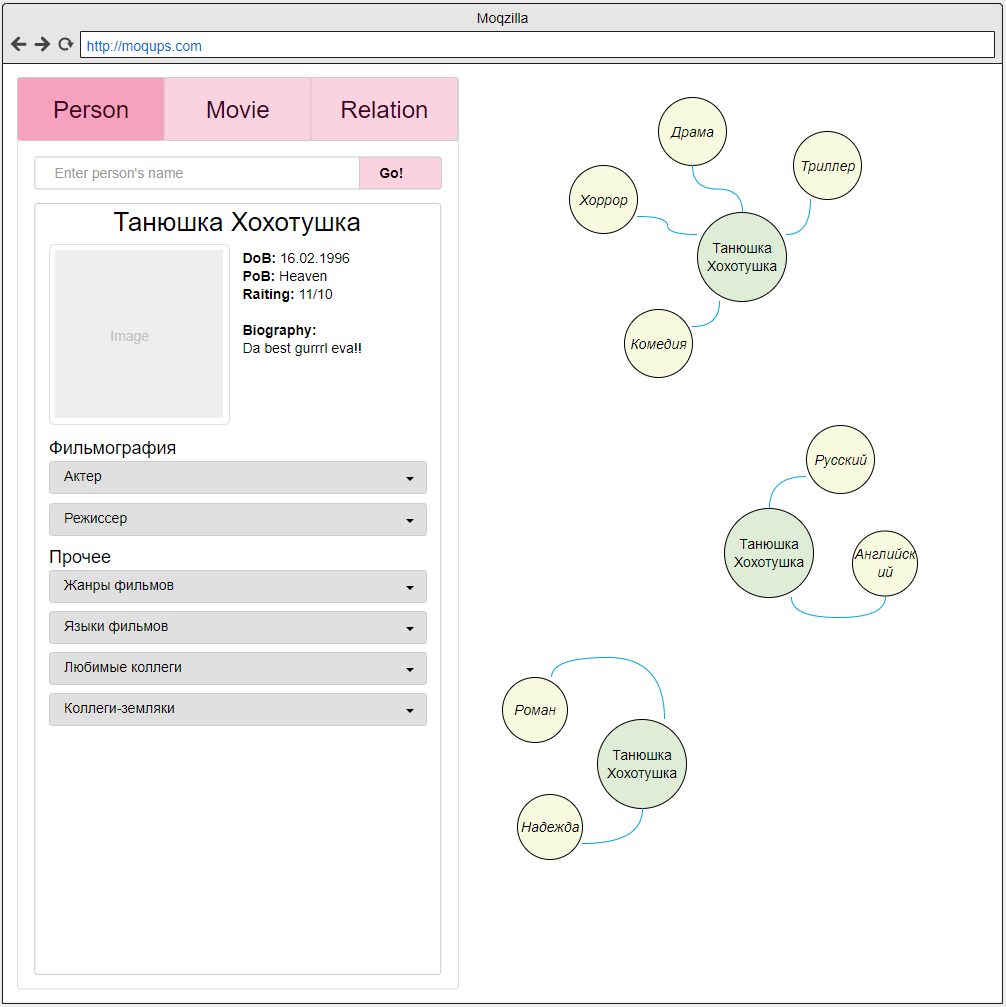 Moqzilla
http://moqups.com
Person
Movie
Relation
Enter person's name
Go!
Танюшка Хохотушка
Image
DoB: 16.02.1996
PoB: Heaven
Raiting: 11/10
Biography:
Da best gurrrl eva!!
Фильмография
Актер
Режиссер
Прочее
Жанры фильмов
Языки фильмов
Любимые коллеги
Коллеги-земляки
Драма
Триллер
Хоррор
Танюшка
Хохотушка
Комедия
Русский
Танюшка
Хохотушка
Английск
ий
Роман
Танюшка
Хохотушка
Надежда